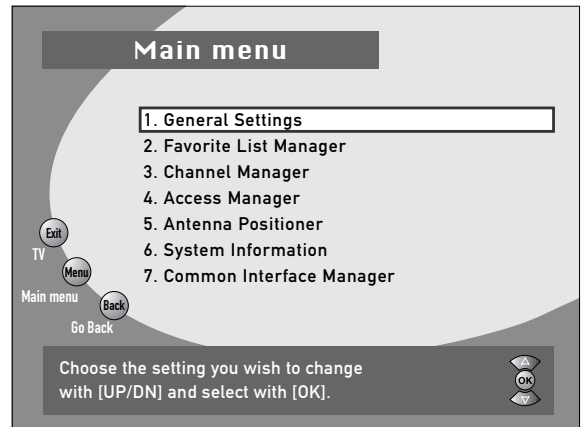 Main menu
1. General Settings
2. Favorite List Manager
3. Channel Manager
4. Access Manager
5. Antenna Positioner
6. System Information
7. Common Interface Manager
Exit
TV
Menu
Main menu
Back
Go Back
Choose the setting you wish to change
with [UP/DN] and select with [OK].
OK